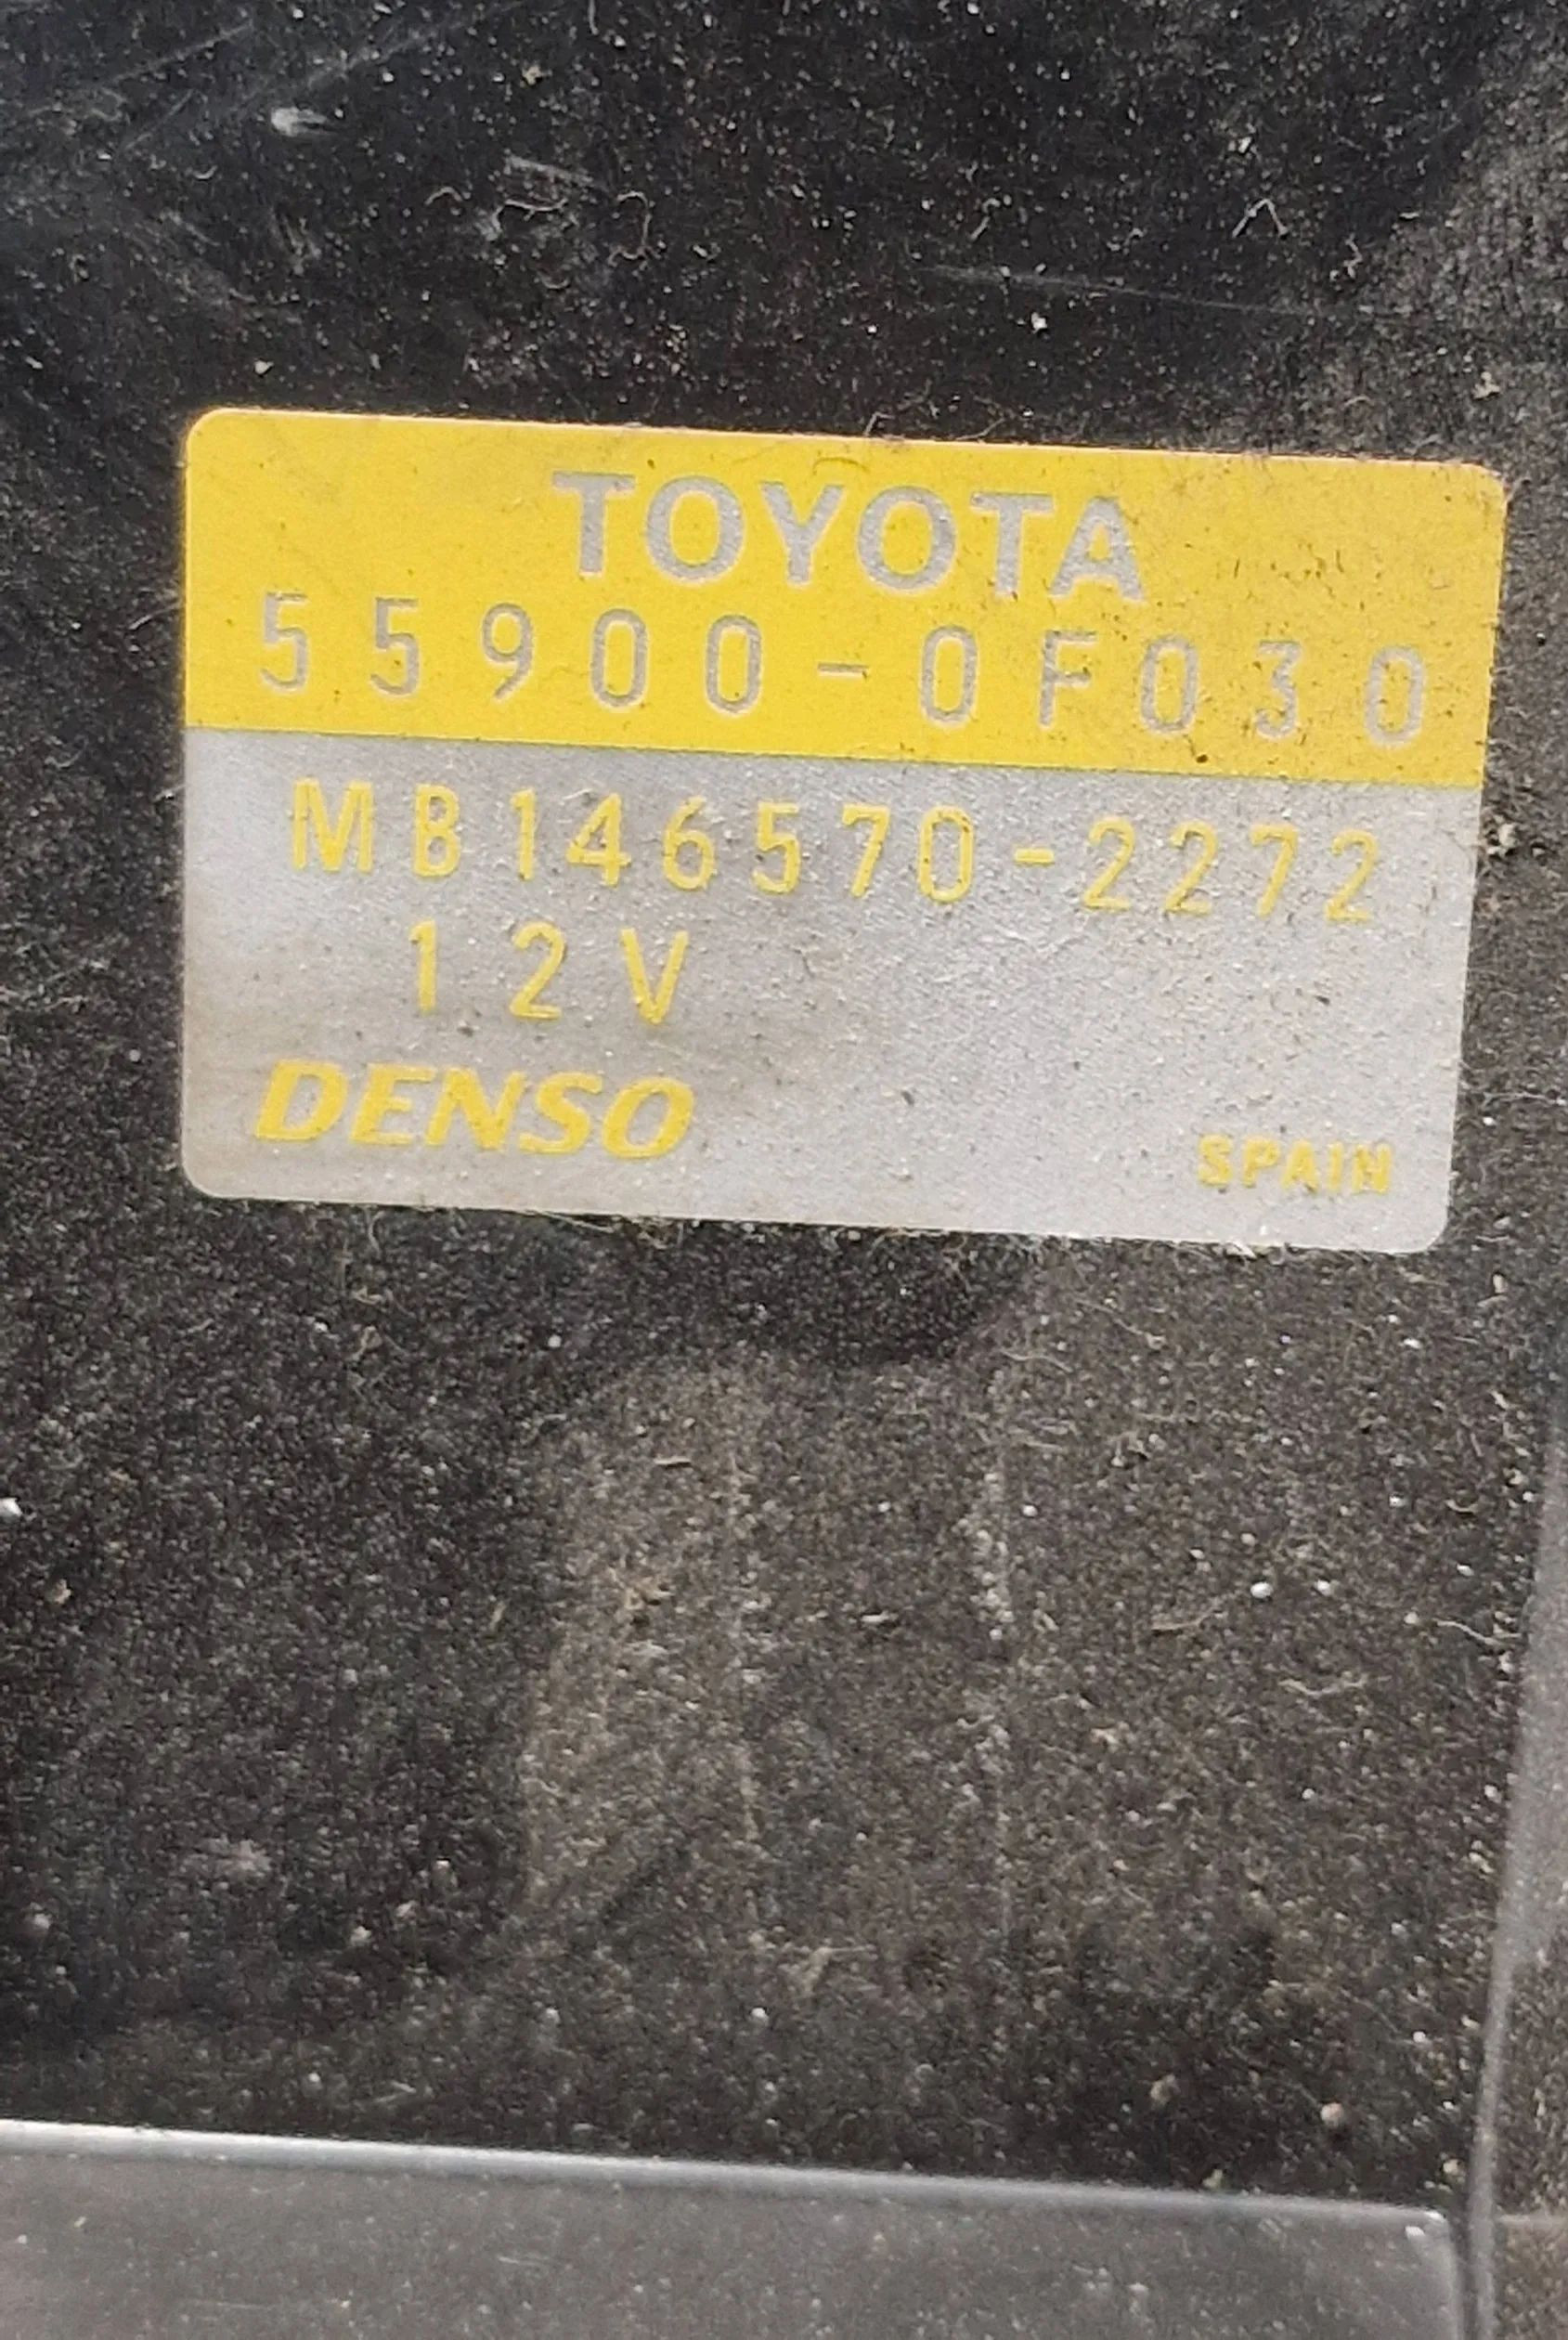 TOYOTA
55900-0F030
MB146570-2272
12V
DENSO
SPAIN